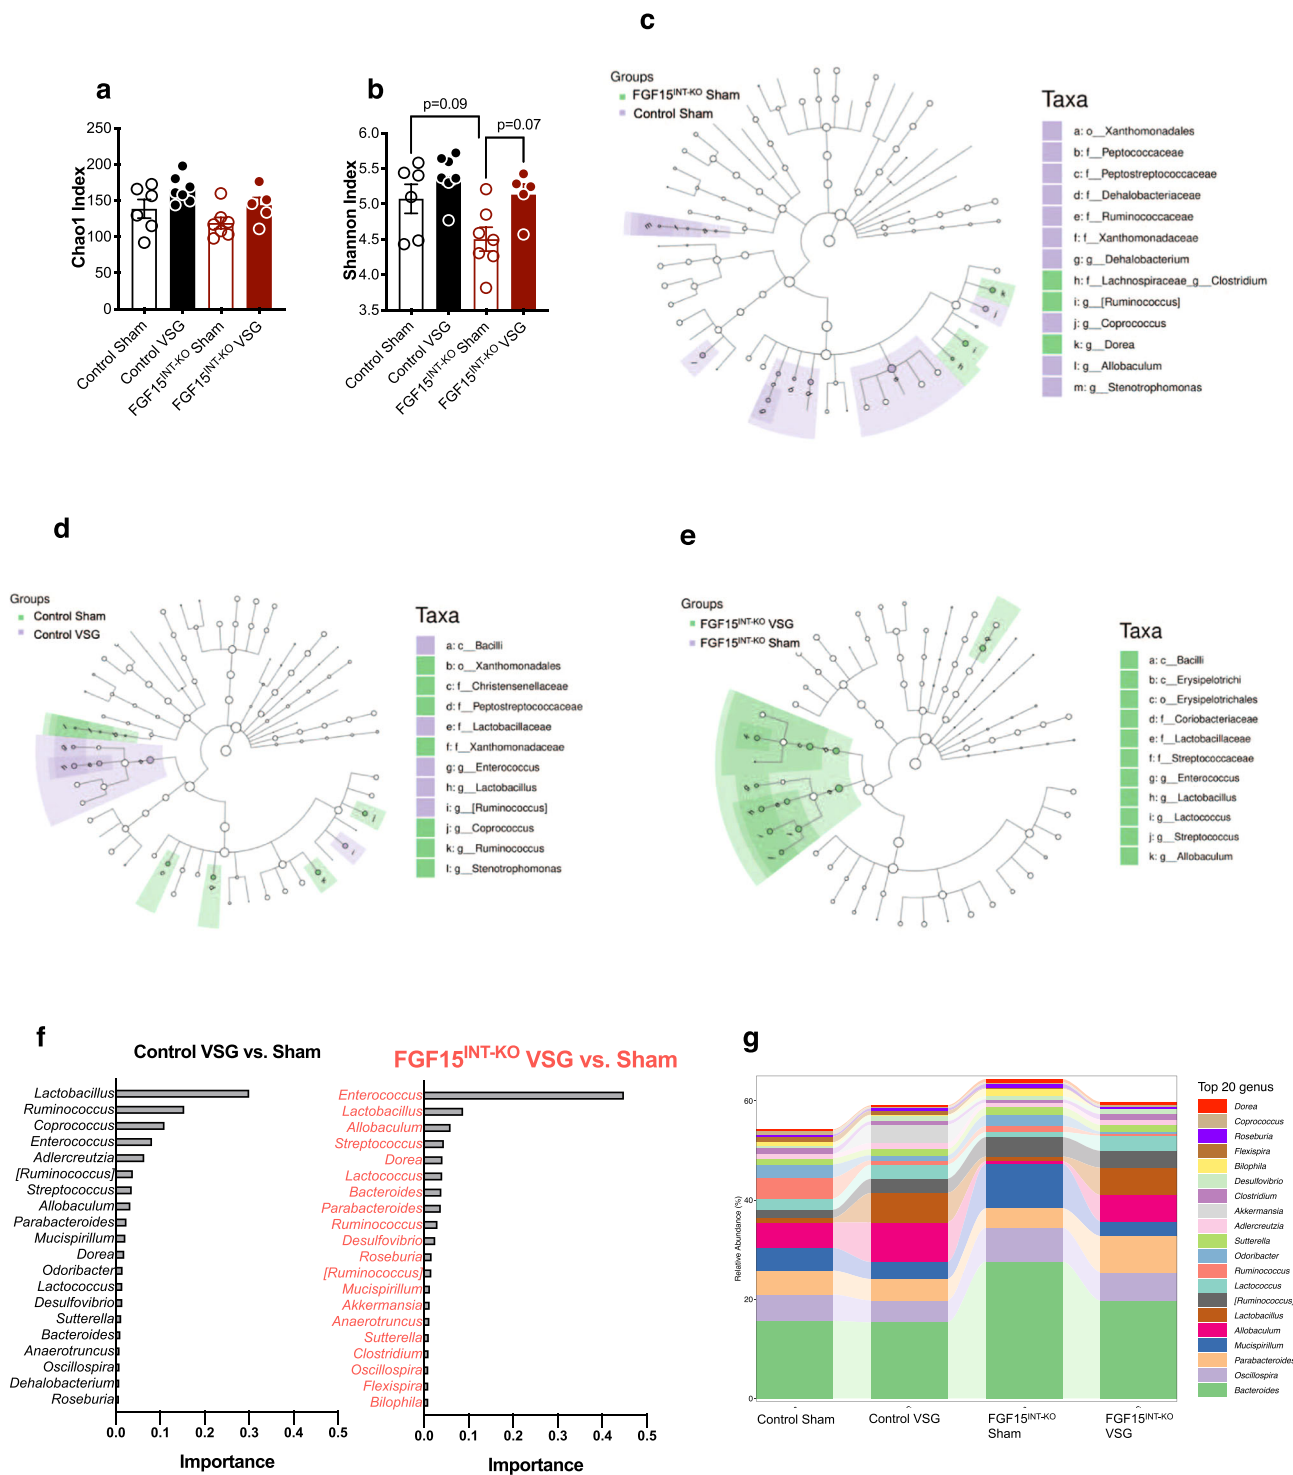 c
Groups
FGF15INT-KO Sham
Control Sham
Taxa
a: o__Xanthomonadales
b: f__Peptococcaceae
c: f__Peptostreptococcaceae
d: f__Dehalobacteriaceae
e: f__Ruminococcaceae
f: f__Xanthomonadaceae
g: g__Dehalobacterium
h: f__Lachnospiraceae_g__Clostridium
i: g__[Ruminococcus]
j: g__Coprococcus
k: g__Dorea
l: g__Allobaculum
m: g__Stenotrophomonas
a
250
200
150
100
50
0
Chao1 Index
Control Sham
Control VSG
FGF15INT-KO Sham
FGF15INT-KO VSG
b
p=0.09
p=0.07
6.0
5.5
5.0
4.5
4.0
3.5
Shannon Index
Control Sham
Control VSG
FGF15INT-KO Sham
FGF15INT-KO VSG
d
Groups
Control Sham
Control VSG
Taxa
a: c__Bacilli
b: o__Xanthomonadales
c: f__Christensenellaceae
d: f__Peptostreptococcaceae
e: f__Lactobacillaceae
f: f__Xanthomonadaceae
g: g__Enterococcus
h: g__Lactobacillus
i: g__[Ruminococcus]
j: g__Coprococcus
k: g__Ruminococcus
l: g__Stenotrophomonas
e
Groups
FGF15INT-KO VSG
FGF15INT-KO Sham
Taxa
a: c__Bacilli
b: c__Erysipelotrichi
c: o__Erysipelotrichales
d: f__Coriobacteriaceae
e: f__Lactobacillaceae
f: f__Streptococcaceae
g: g__Enterococcus
h: g__Lactobacillus
i: g__Lactococcus
j: g__Streptococcus
k: g__Allobaculum
f
Control VSG vs. Sham
Lactobacillus
Ruminococcus
Coprococcus
Enterococcus
Adlercreutzia
[Ruminococcus]
Streptococcus
Allobaculum
Parabacteroides
Mucispirillum
Dorea
Odoribacter
Lactococcus
Desulfovibrio
Sutterella
Bacteroides
Anaerotruncus
Oscillospira
Dehalobacterium
Roseburia
0.0 0.1 0.2 0.3 0.4 0.5
Importance
FGF15INT-KO VSG vs. Sham
Enterococcus
Lactobacillus
Allobaculum
Streptococcus
Dorea
Lactococcus
Bacteroides
Parabacteroides
Ruminococcus
Desulfovibrio
Roseburia
[Ruminococcus]
Mucispirillum
Akkermansia
Anaerotruncus
Sutterella
Clostridium
Oscillospira
Flexispira
Bilophila
0.0 0.1 0.2 0.3 0.4 0.5
Importance
g
60
40
20
0
Relative Abundance (%)
Control Sham
Control VSG
FGF15INT-KO
Sham
FGF15INT-KO
VSG
Top 20 genus
Dorea
Coprococcus
Roseburia
Flexispira
Bilophila
Desulfovibrio
Clostridium
Akkermansia
Adlercreutzia
Sutterella
Odoribacter
Ruminococcus
Lactococcus
[Ruminococcus]
Lactobacillus
Allobaculum
Mucispirillum
Parabacteroides
Oscillospira
Bacteroides